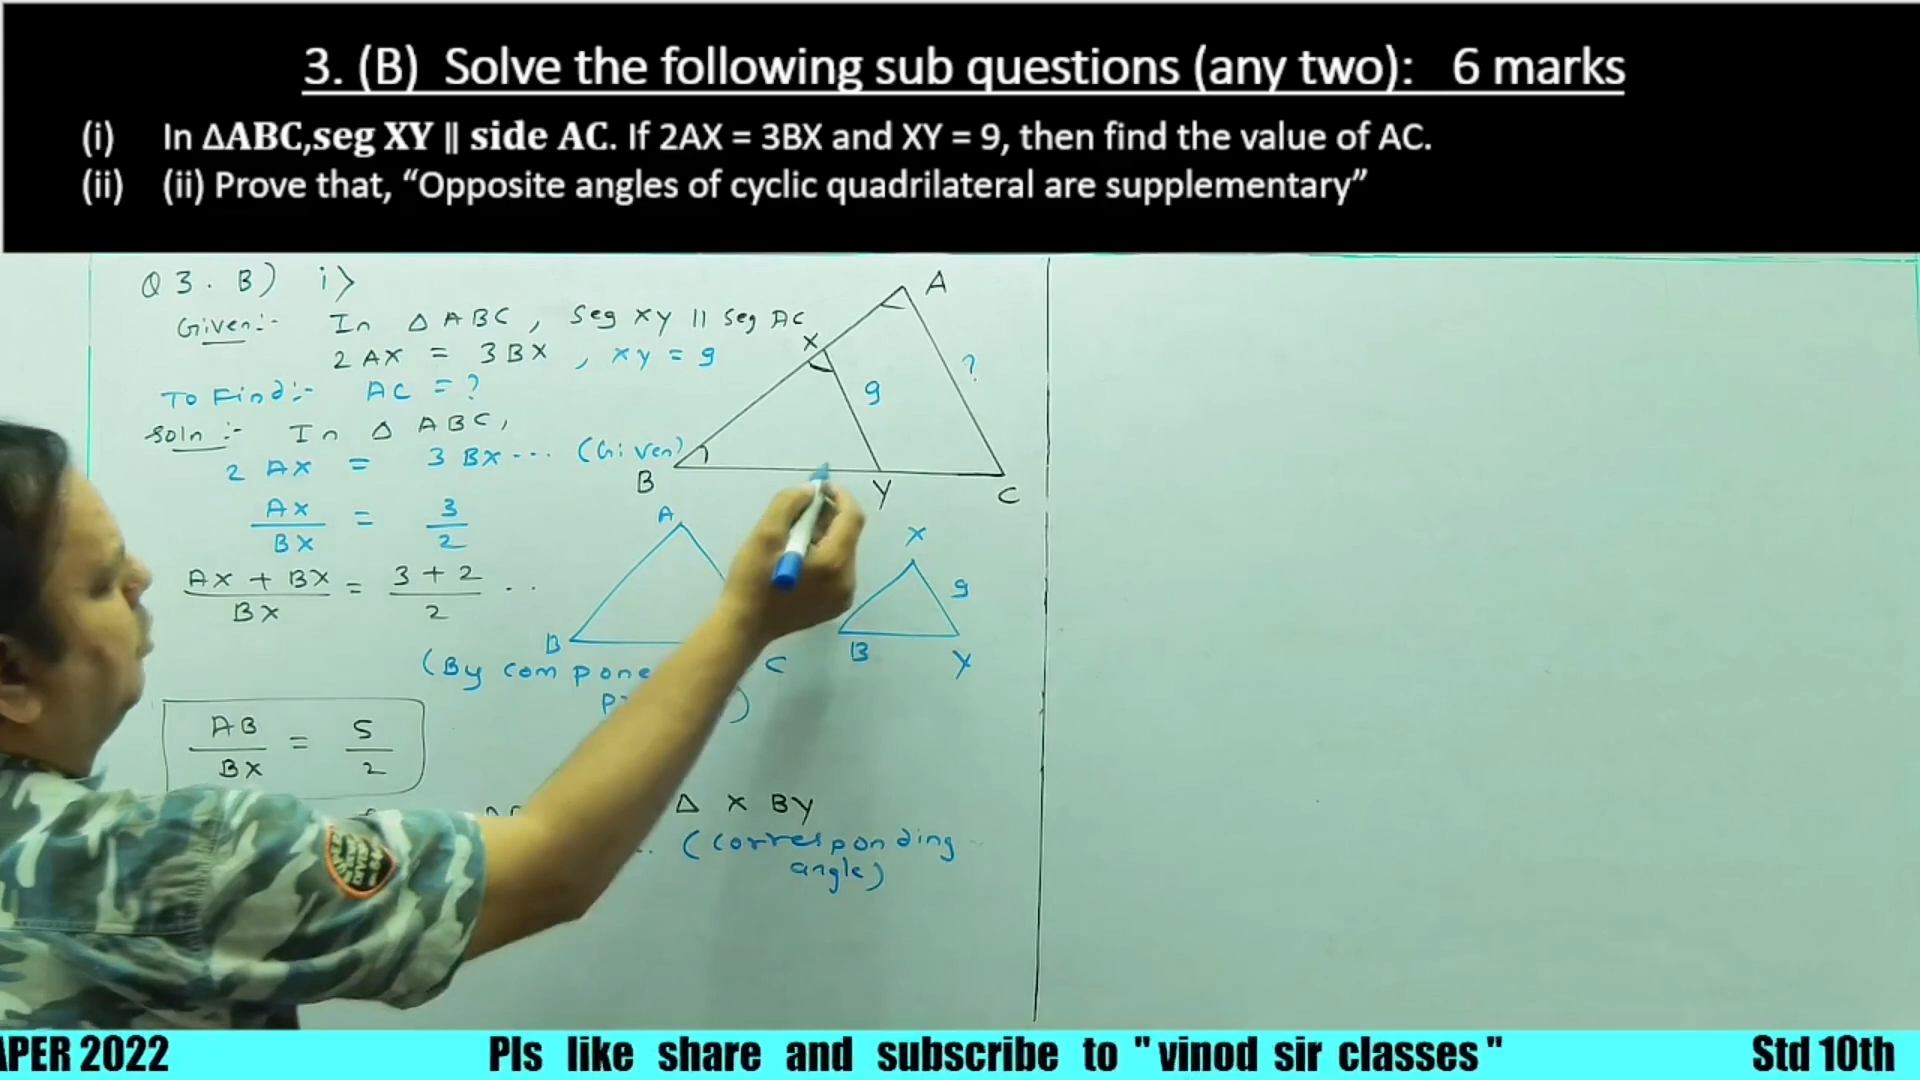 3. (B) Solve the following sub questions (any two): 6 marks
(i) In ΔABC,seg XY ∥ side AC. If 2AX = 3BX and XY = 9, then find the value of AC.
(ii) (ii) Prove that, “Opposite angles of cyclic quadrilateral are supplementary”
Q 3 . B) i>
Given:- In Δ ABC , seg XY || seg AC
2 AX = 3 BX , XY = 9
To Find:- AC = ?
Soln :- In Δ ABC,
2 AX = 3 BX ... (Given)
AX / BX = 3 / 2
AX + BX / BX = 3 + 2 / 2 ..
(By
AB / BX = 5 / 2
Δ XBY
... (corresponding
angle)
A
X
9
?
B
Y
C
A
B
C
X
9
B
Y
APER 2022 Pls like share and subscribe to " vinod sir classes " Std 10th